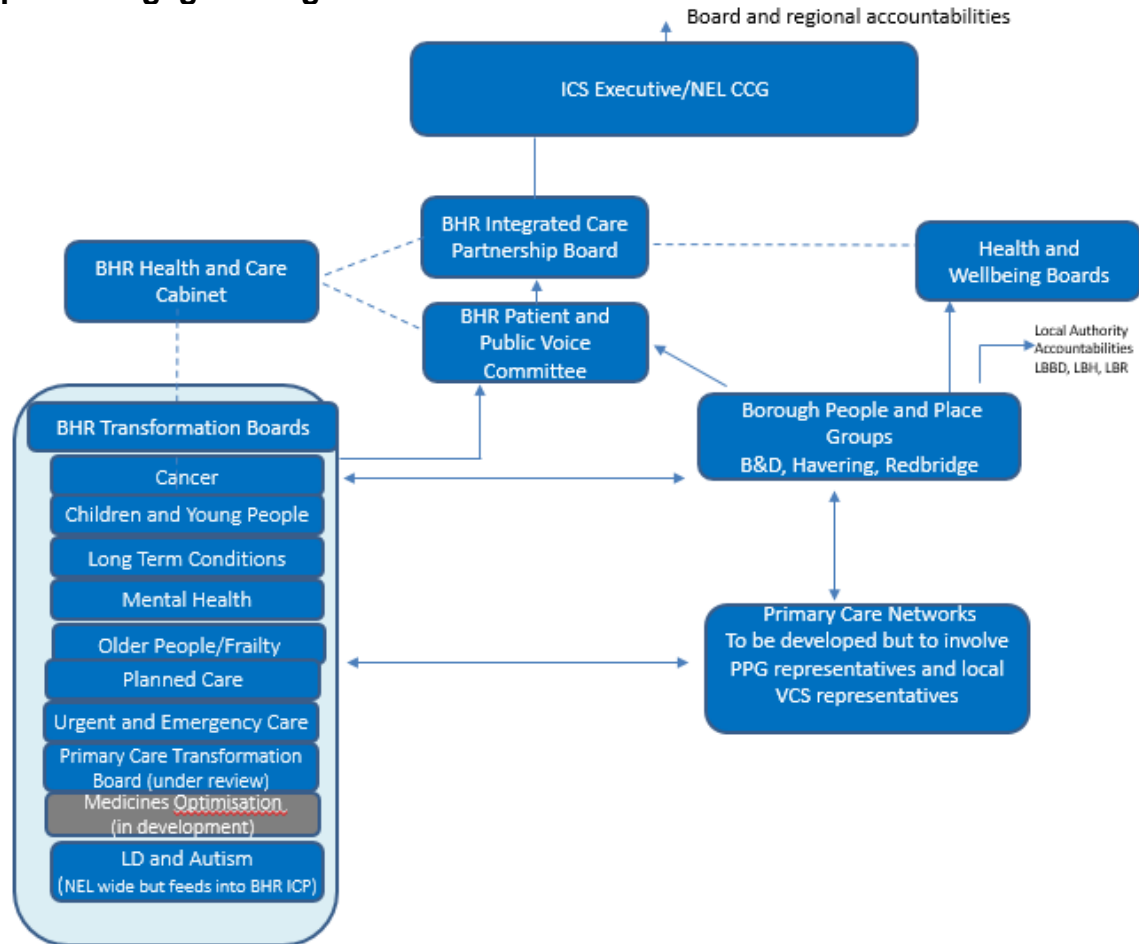 Board and regional accountabilities
ICS Executive/NEL CCG
BHR Integrated Care
Partnership Board
BHR Health and Care
Cabinet
Health and
Wellbeing Boards
BHR Patient and
Public Voice
Committee
Local Authority
Accountabilities
LBBD, LBH, LBR
Borough People and Place
Groups
B&D, Havering, Redbridge
BHR Transformation Boards
Cancer
Children and Young People
Long Term Conditions
Mental Health
Older People/Frailty
Planned Care
Urgent and Emergency Care
Primary Care Transformation
Board (under review)
Medicines Optimisation
(in development)
LD and Autism
(NEL wide but feeds into BHR ICP)
Primary Care Networks
To be developed but to involve
PPG representatives and local
VCS representatives